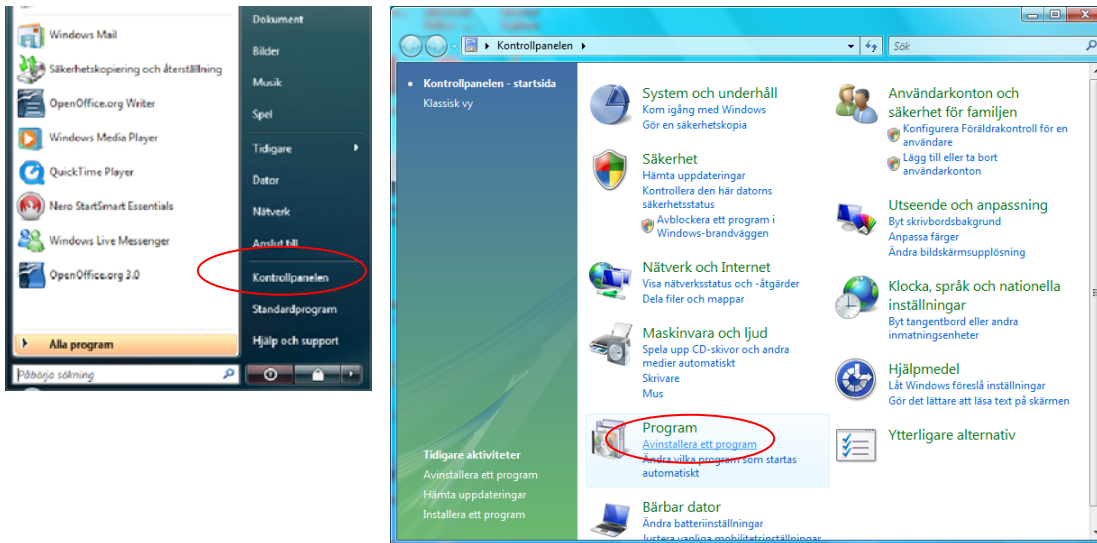 Windows Mail
Säkerhetskopiering och återställning
OpenOffice.org Writer
Windows Media Player
QuickTime Player
Nero StartSmart Essentials
Windows Live Messenger
OpenOffice.org 3.0
Alla program
Påbörja sökning
Dokument
Bilder
Musik
Spel
Tidigare
Dator
Nätverk
Anslut till
Kontrollpanelen
Standardprogram
Hjälp och support
Kontrollpanelen
Sök
Kontrollpanelen - startsida
Klassisk vy
Tidigare aktiviteter
Avinstallera ett program
Hämta uppdateringar
Installera ett program
System och underhåll
Kom igång med Windows
Gör en säkerhetskopia
Säkerhet
Hämta uppdateringar
Kontrollera den här datorns
säkerhetsstatus
Avblockera ett program i
Windows-brandväggen
Nätverk och Internet
Visa nätverksstatus och -åtgärder
Dela filer och mappar
Maskinvara och ljud
Spela upp CD-skivor och andra
medier automatiskt
Skrivare
Mus
Program
Avinstallera ett program
Ändra vilka program som startas
automatiskt
Bärbar dator
Ändra batteriinställningar
Justera vanliga mobilitetsinställningar
Användarkonton och
säkerhet för familjen
Konfigurera Föräldrakontroll för en
användare
Lägg till eller ta bort
användarkonton
Utseende och anpassning
Byt skrivbordsbakgrund
Anpassa färger
Ändra bildskärmsupplösning
Klocka, språk och nationella
inställningar
Byt tangentbord eller andra
inmatningsenheter
Hjälpmedel
Låt Windows föreslå inställningar
Gör det lättare att läsa text på skärmen
Ytterligare alternativ